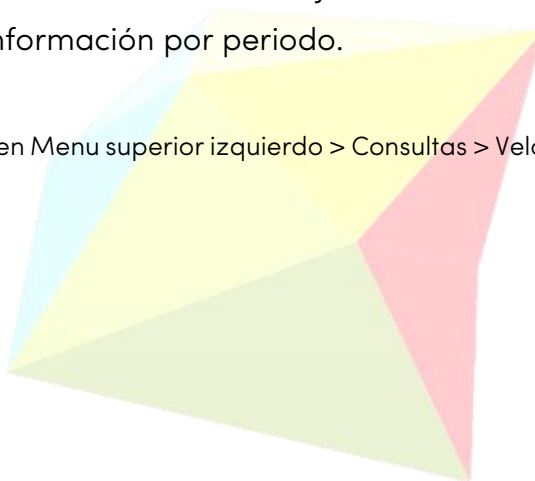 nformación por periodo.
en Menu superior izquierdo > Consultas > Velo